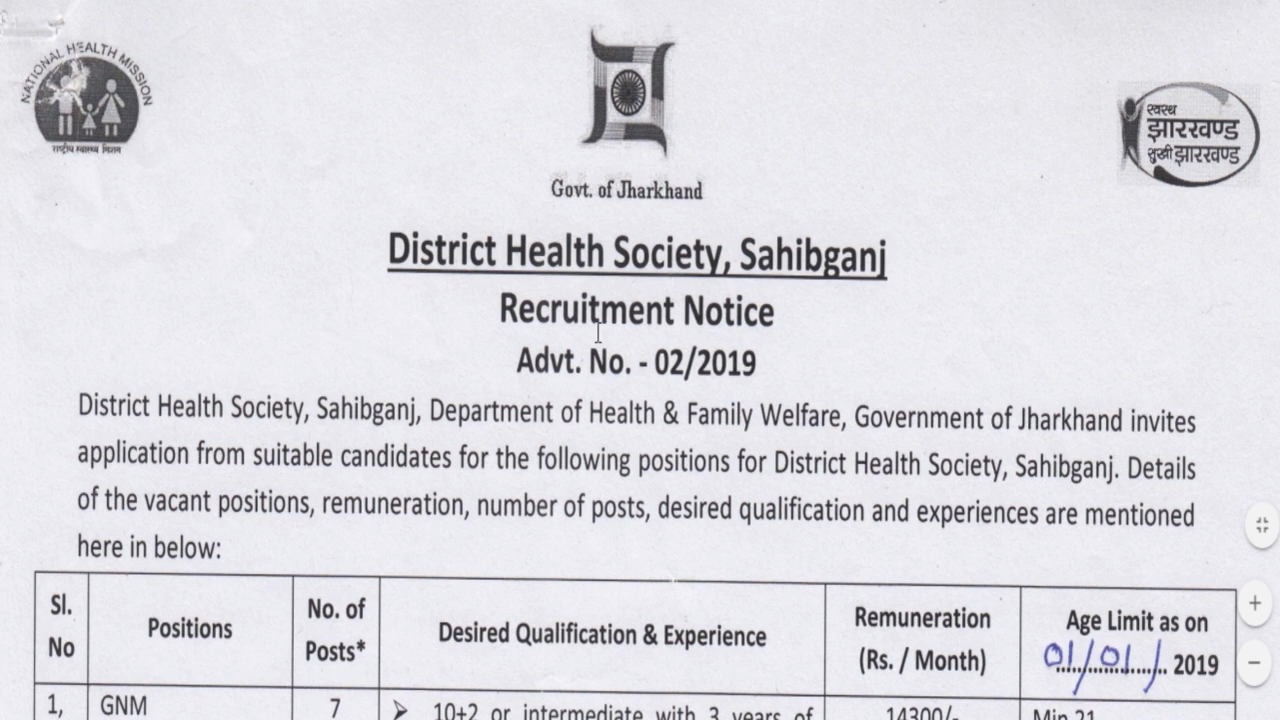 NATIONAL HEALTH MISSION
राष्ट्रीय स्वास्थ्य मिशन
Govt. of Jharkhand
स्वस्थ
झारखण्ड
सुखी झारखण्ड
District Health Society, Sahibganj
Recruitment Notice
Advt. No. - 02/2019
District Health Society, Sahibganj, Department of Health & Family Welfare, Government of Jharkhand invites
application from suitable candidates for the following positions for District Health Society, Sahibganj. Details
of the vacant positions, remuneration, number of posts, desired qualification and experiences are mentioned
here in below:
Sl. No
Positions
No. of Posts*
Desired Qualification & Experience
Remuneration (Rs. / Month)
Age Limit as on 01/01/ 2019
1,
GNM
7
➢ 10+2 or intermediate with 3 years of
14300/-
Min 21